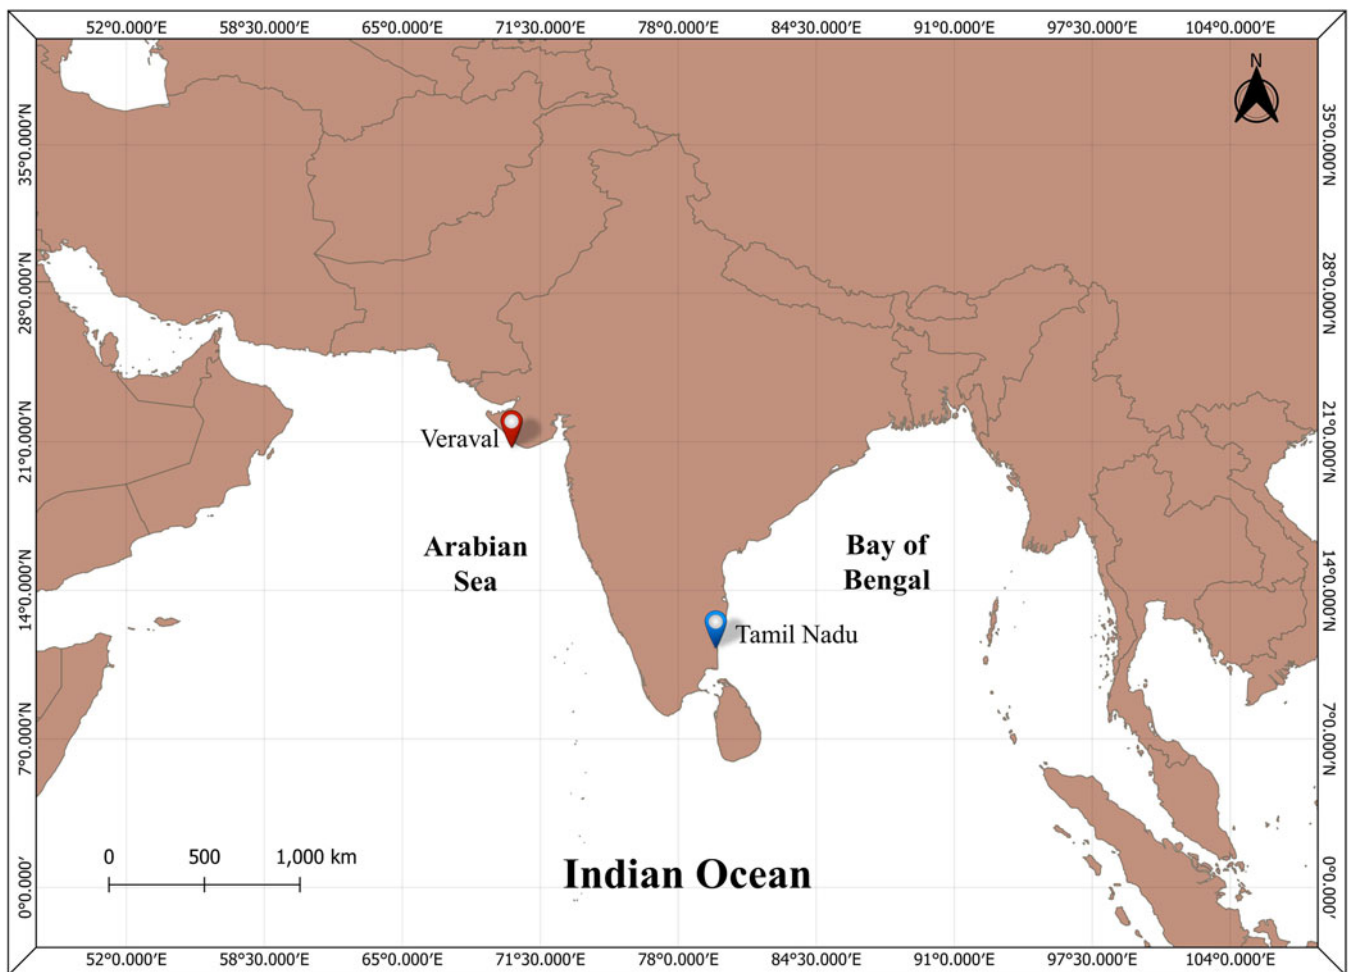 52°0.000'E 58°30.000'E 65°0.000'E 71°30.000'E 78°0.000'E 84°30.000'E 91°0.000'E 97°30.000'E 104°0.000'E
N
35°0.000'N 35°0.000'N
28°0.000'N 28°0.000'N
21°0.000'N 21°0.000'N
Veraval
Arabian
Sea
Bay of
Bengal
14°0.000'N 14°0.000'N
Tamil Nadu
7°0.000'N 7°0.000'N
0 500 1,000 km
Indian Ocean
0°0.000' 0°0.000'
52°0.000'E 58°30.000'E 65°0.000'E 71°30.000'E 78°0.000'E 84°30.000'E 91°0.000'E 97°30.000'E 104°0.000'E